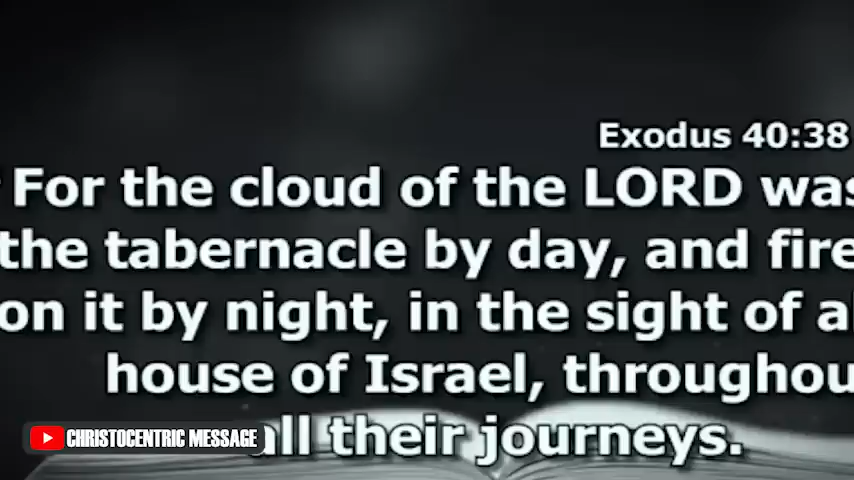 Exodus 40:38
For the cloud of the LORD was
the tabernacle by day, and fire
on it by night, in the sight of
house of Israel, throughou
all their journeys.
CHRISTOCENTRIC MESSAGE